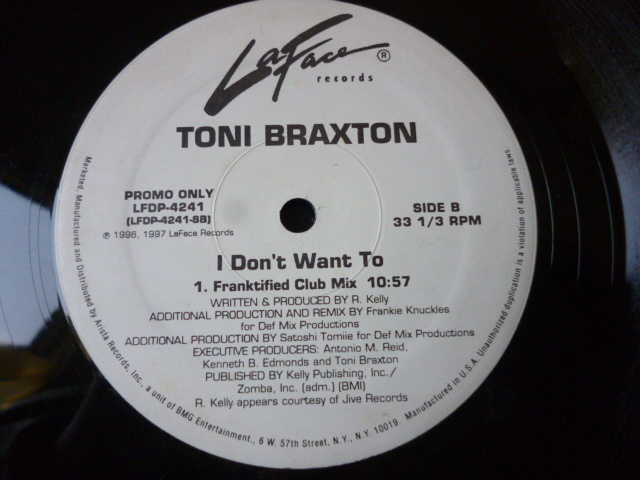 LaFace ®
records
TONI BRAXTON
PROMO ONLY
LFDP-4241
(LFDP-4241-SB)
℗ 1996, 1997 LaFace Records
SIDE B
33 1/3 RPM
I Don't Want To
1. Franktified Club Mix 10:57
WRITTEN & PRODUCED BY R. Kelly
ADDITIONAL PRODUCTION AND REMIX BY Frankie Knuckles
for Def Mix Productions
ADDITIONAL PRODUCTION BY Satoshi Tomiie for Def Mix Productions
EXECUTIVE PRODUCERS: Antonio M. Reid,
Kenneth B. Edmonds and Toni Braxton
PUBLISHED BY Kelly Publishing, Inc./
Zomba, Inc. (adm.) (BMI)
R. Kelly appears courtesy of Jive Records
Marketed, Manufactured and Distributed by Arista Records, Inc., a unit of BMG Entertainment, 6 W. 57th Street, N.Y., N.Y. 10019. Manufactured in U.S.A. Unauthorized duplication is a violation of applicable laws.